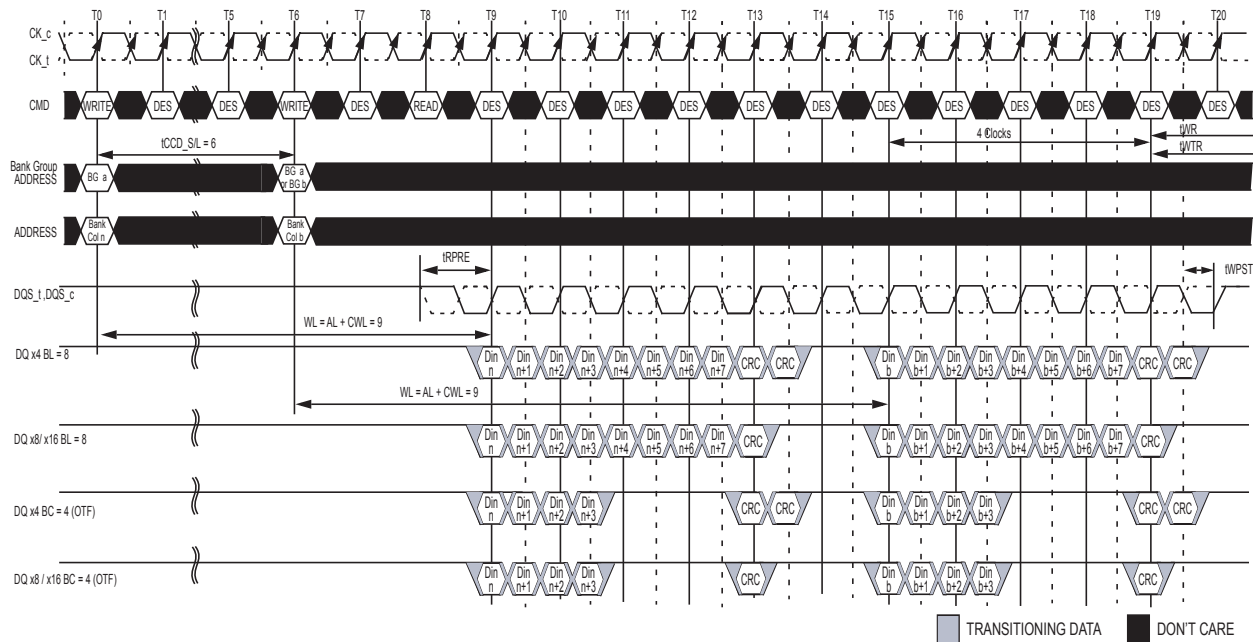 T0 T1 T5 T6 T7 T8 T9 T10 T11 T12 T13 T14 T15 T16 T17 T18 T19 T20
CK_c
CK_t
CMD
WRITE DES DES WRITE DES READ DES DES DES DES DES DES DES DES DES DES DES DES
tCCD_S/L = 6
4 Clocks
tWR
tWTR
Bank Group
ADDRESS
BG a
BG a
or BG b
ADDRESS
Bank
Col n
Bank
Col b
tRPRE
tWPST
DQS_t ,DQS_c
WL = AL + CWL = 9
DQ x4 BL = 8
Din n Din n+1 Din n+2 Din n+3 Din n+4 Din n+5 Din n+6 Din n+7 CRC CRC Din b Din b+1 Din b+2 Din b+3 Din b+4 Din b+5 Din b+6 Din b+7 CRC CRC
WL = AL + CWL = 9
DQ x8/ x16 BL = 8
Din n Din n+1 Din n+2 Din n+3 Din n+4 Din n+5 Din n+6 Din n+7 CRC Din b Din b+1 Din b+2 Din b+3 Din b+4 Din b+5 Din b+6 Din b+7 CRC
DQ x4 BC = 4 (OTF)
Din n Din n+1 Din n+2 Din n+3 CRC CRC Din b Din b+1 Din b+2 Din b+3 CRC CRC
DQ x8 / x16 BC = 4 (OTF)
Din n Din n+1 Din n+2 Din n+3 CRC Din b Din b+1 Din b+2 Din b+3 CRC
TRANSITIONING DATA
DON'T CARE